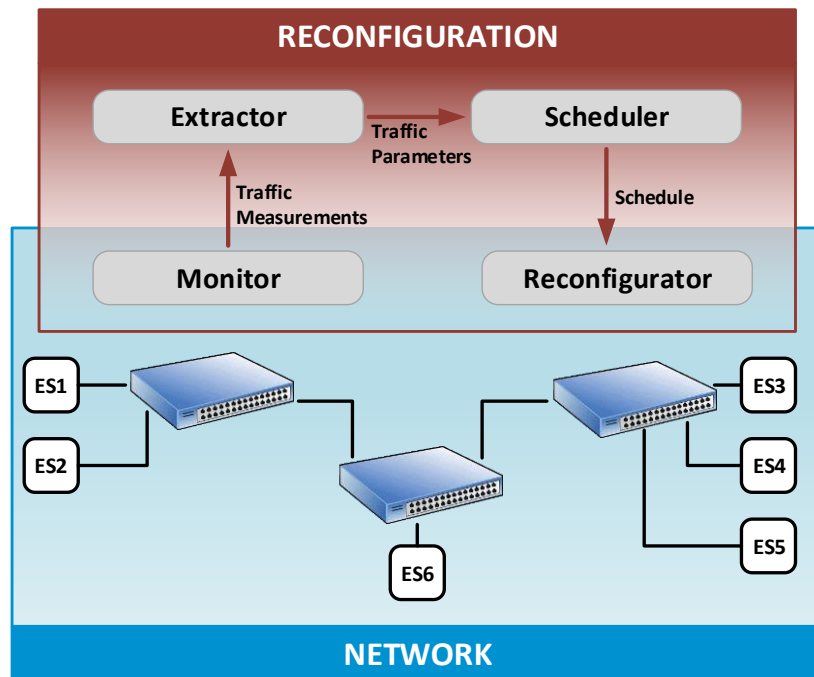 RECONFIGURATION
Extractor
Traffic
Parameters
Scheduler
Traffic
Measurements
Schedule
Monitor
Reconfigurator
ES1
ES2
ES3
ES4
ES5
ES6
NETWORK